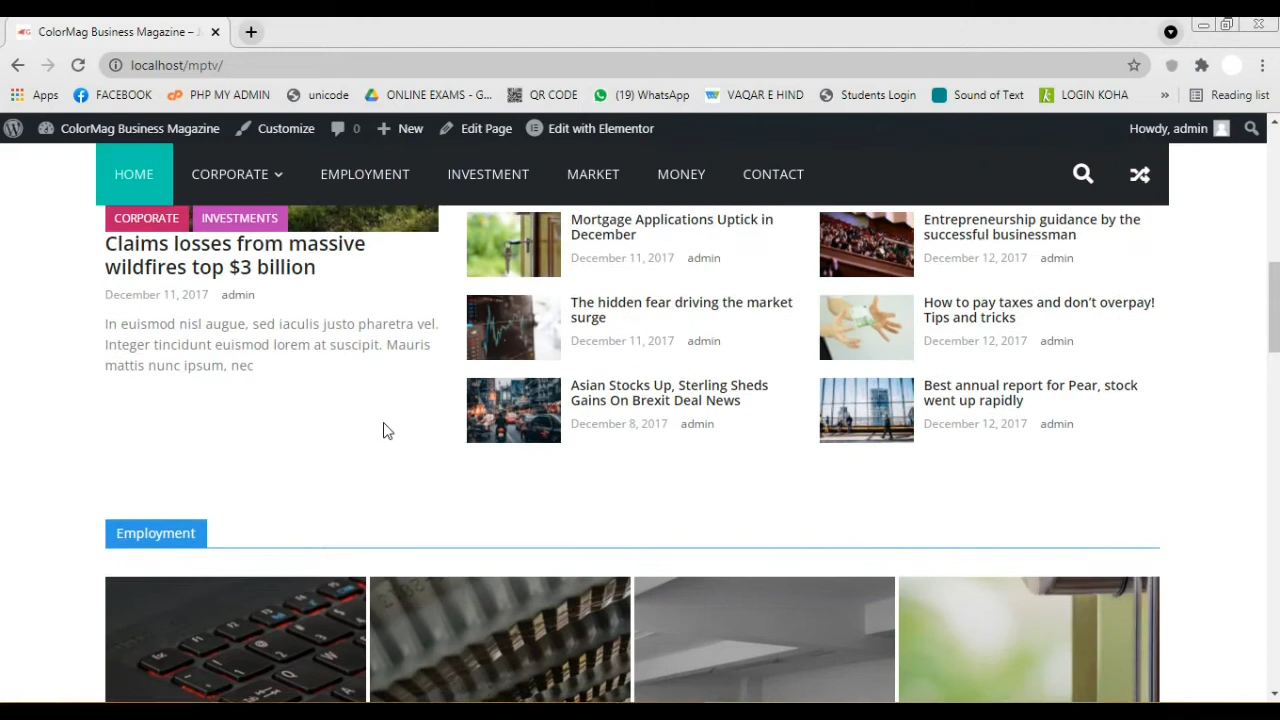 ColorMag Business Magazine –
localhost/mptv/
Apps
FACEBOOK
PHP MY ADMIN
unicode
ONLINE EXAMS - G...
QR CODE
(19) WhatsApp
VAQAR E HIND
Students Login
Sound of Text
LOGIN KOHA
»
Reading list
ColorMag Business Magazine
Customize
0
New
Edit Page
Edit with Elementor
Howdy, admin
HOME
CORPORATE
EMPLOYMENT
INVESTMENT
MARKET
MONEY
CONTACT
CORPORATE
INVESTMENTS
Claims losses from massive
wildfires top $3 billion
December 11, 2017
admin
In euismod nisl augue, sed iaculis justo pharetra vel.
Integer tincidunt euismod lorem at suscipit. Mauris
mattis nunc ipsum, nec
Mortgage Applications Uptick in
December
December 11, 2017
admin
The hidden fear driving the market
surge
December 11, 2017
admin
Asian Stocks Up, Sterling Sheds
Gains On Brexit Deal News
December 8, 2017
admin
Entrepreneurship guidance by the
successful businessman
December 12, 2017
admin
How to pay taxes and don’t overpay!
Tips and tricks
December 12, 2017
admin
Best annual report for Pear, stock
went up rapidly
December 12, 2017
admin
Employment